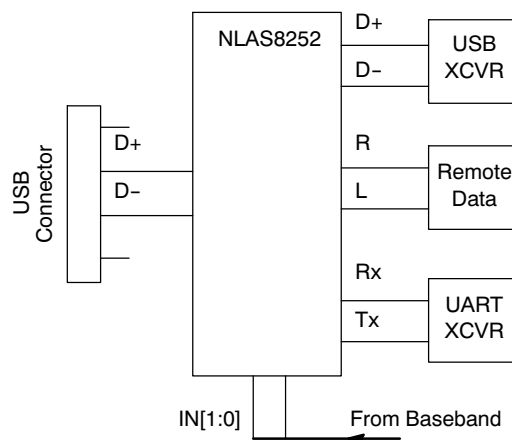 NLAS8252
D+
D−
USB
XCVR
USB
Connector
D+
D−
R
L
Remote
Data
Rx
Tx
UART
XCVR
IN[1:0]
From Baseband